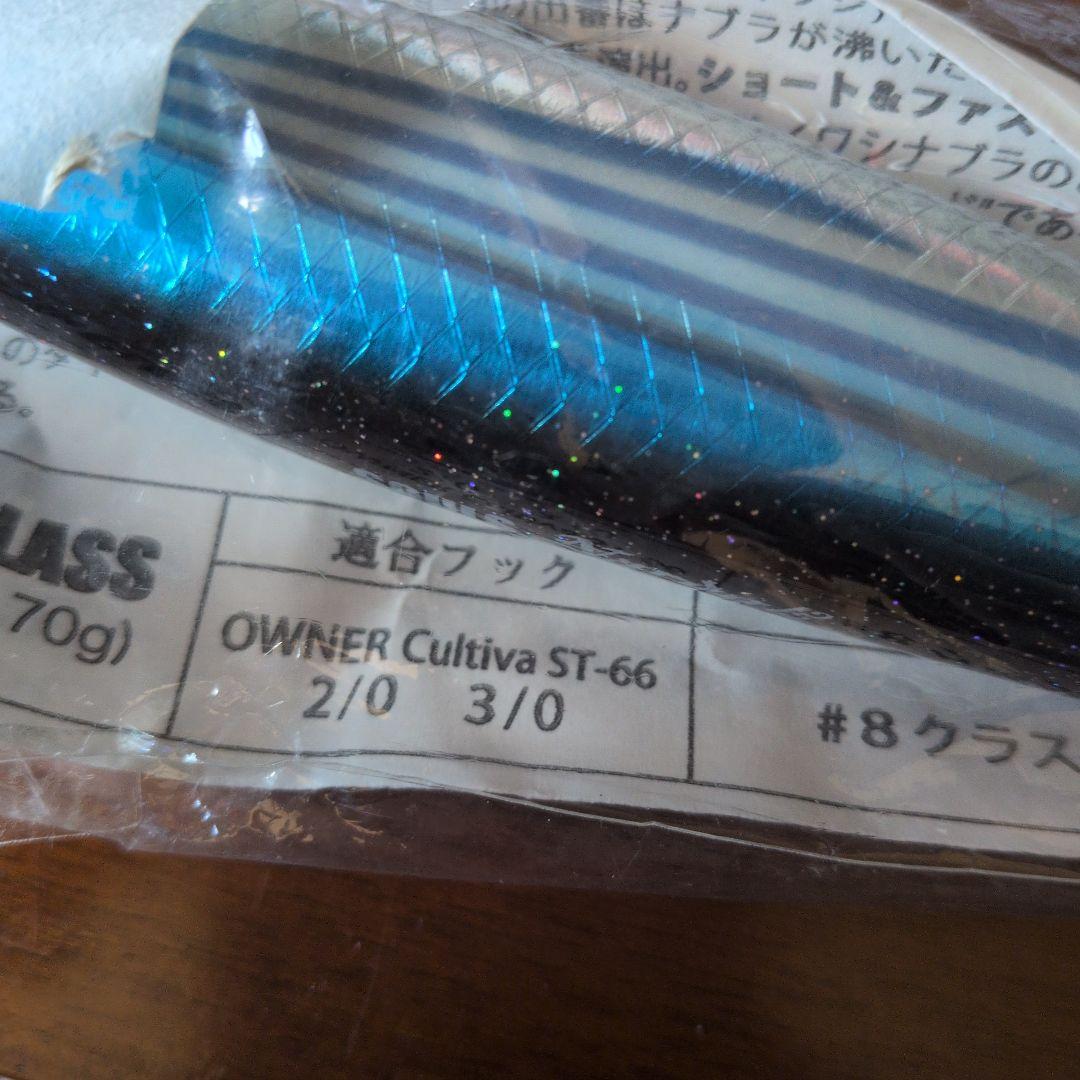 の出番はナブラが沸いた
演出。ショート&ファス
ワシナブラの
であ
の
る。
LASS
70g)
適合フック
OWNER Cultiva ST-66
2/0 3/0
#8クラス